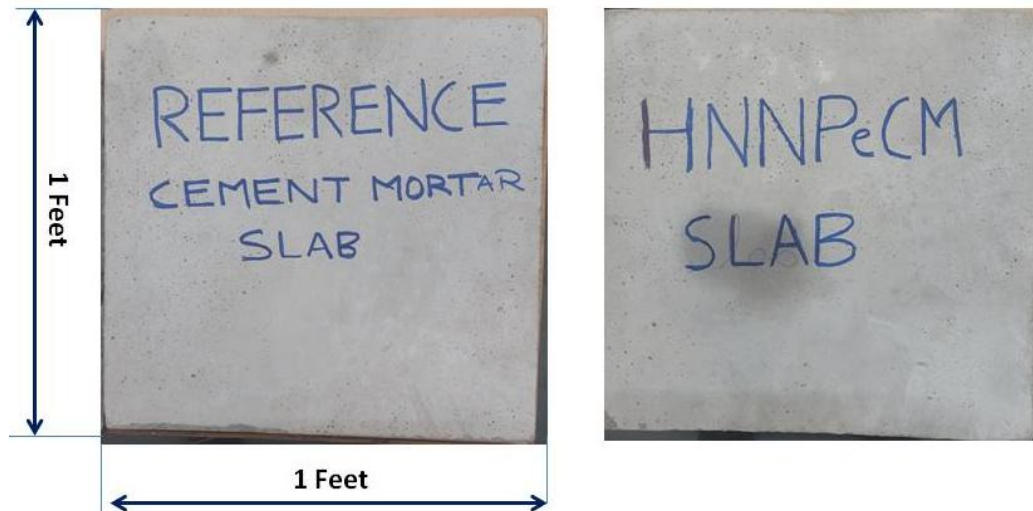 REFERENCE
CEMENT MORTAR
SLAB
1 Feet
1 Feet
HNNPeCM
SLAB